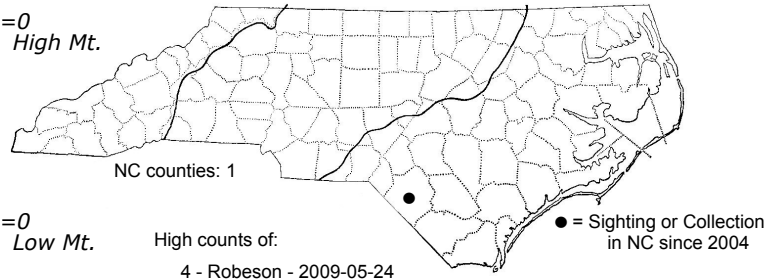 =0
High Mt.
NC counties: 1
=0
Low Mt.
High counts of:
4 - Robeson - 2009-05-24
● = Sighting or Collection
in NC since 2004